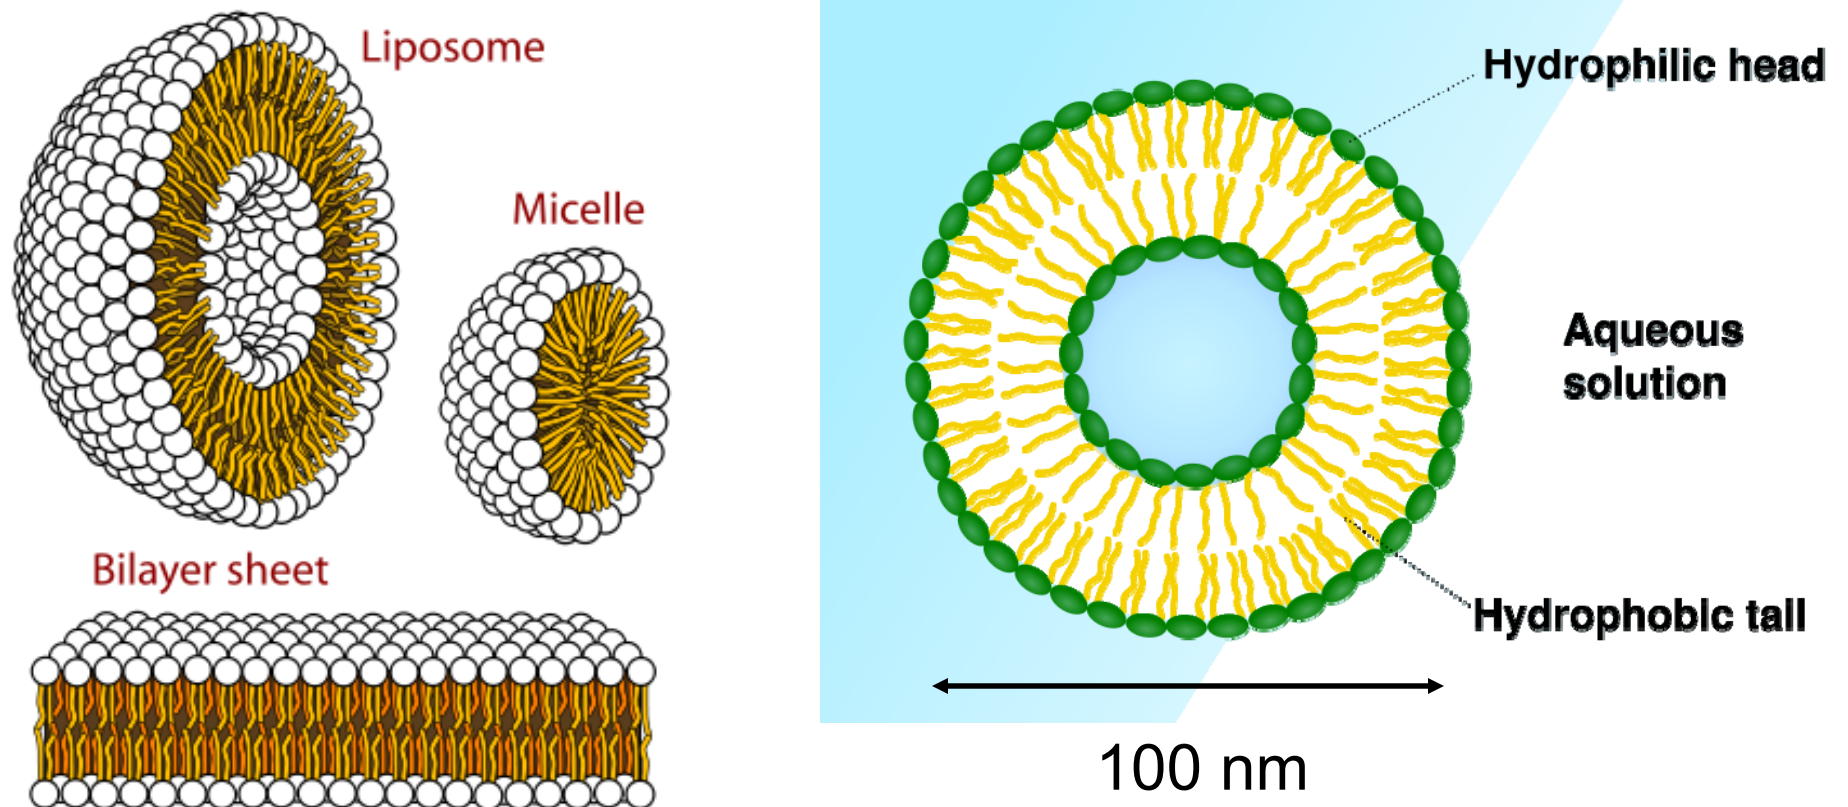 Liposome
Micelle
Bilayer sheet
Hydrophilic head
Aqueous
solution
Hydrophobic tail
100 nm